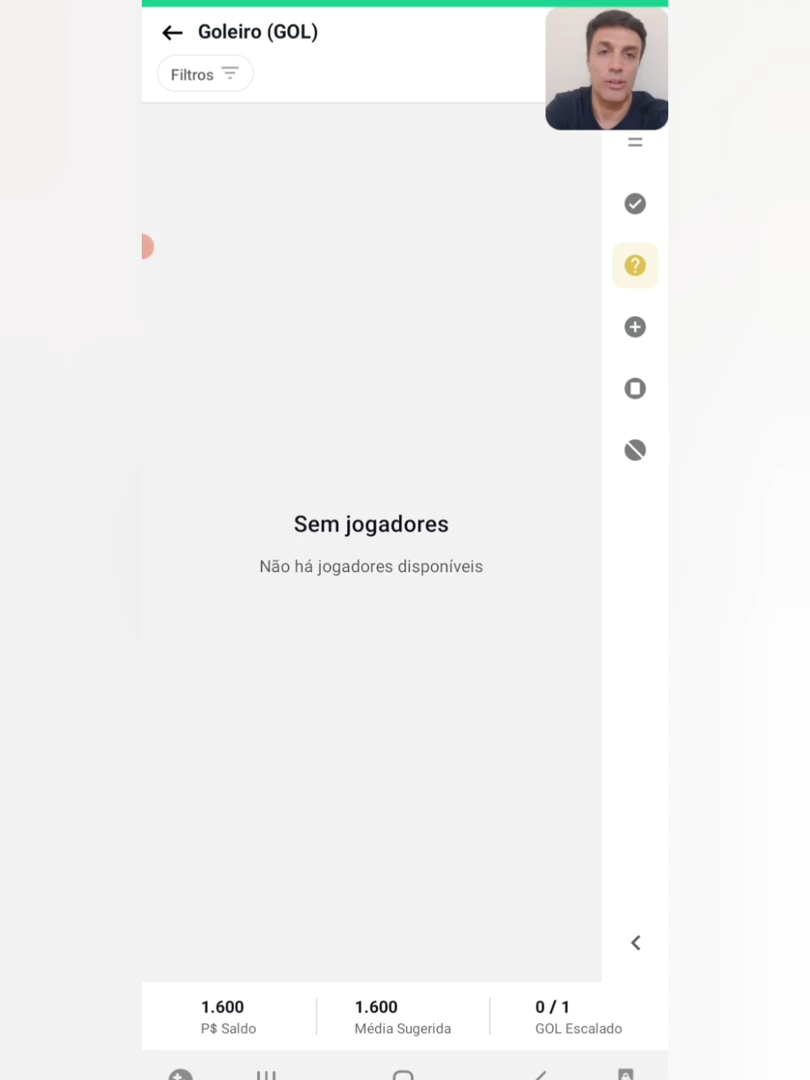 Goleiro (GOL)
Filtros
Sem jogadores
Não há jogadores disponíveis
1.600
P$ Saldo
1.600
Média Sugerida
0 / 1
GOL Escalado